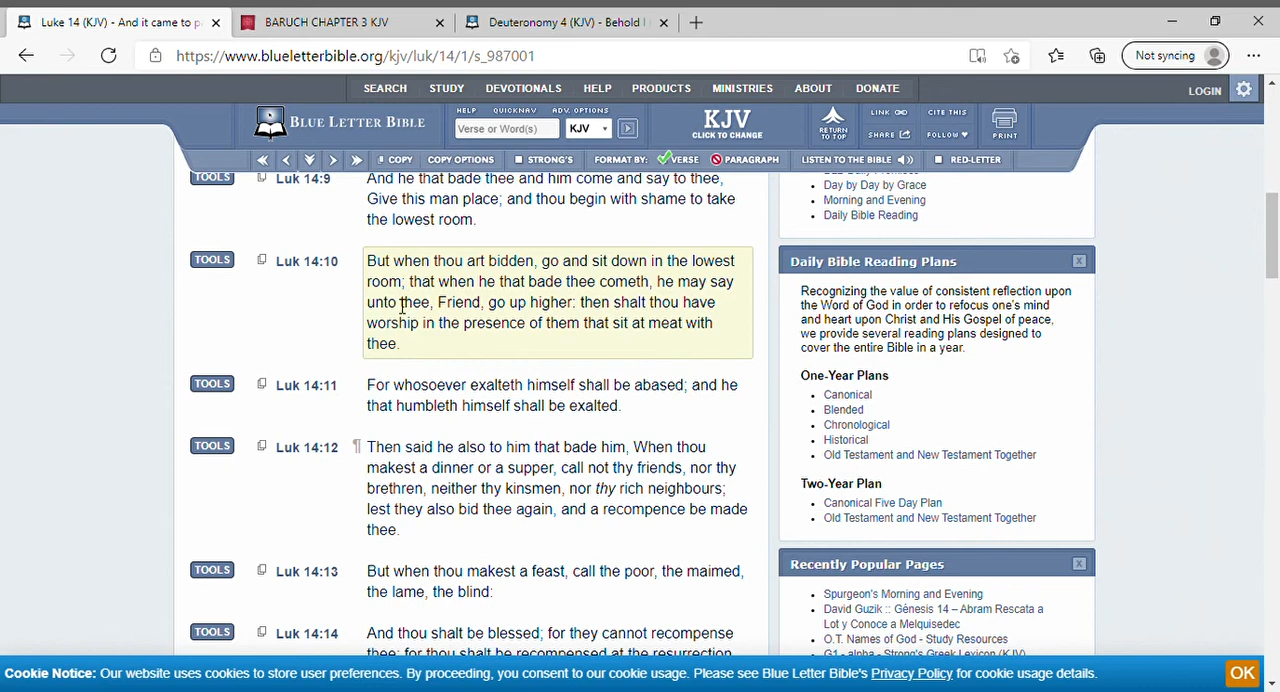 Luke 14 (KJV) - And it came to p
BARUCH CHAPTER 3 KJV
Deuteronomy 4 (KJV) - Behold I
https://www.blueletterbible.org/kjv/luk/14/1/s_987001
Not syncing
SEARCH STUDY DEVOTIONALS HELP PRODUCTS MINISTRIES ABOUT DONATE
LOGIN
BLUE LETTER BIBLE
HELP QUICKNAV ADV. OPTIONS
Verse or Word(s) KJV
KJV
CLICK TO CHANGE
RETURN
TO TOP
LINK CITE THIS
SHARE FOLLOW
PRINT
COPY COPY OPTIONS STRONG'S FORMAT BY: VERSE PARAGRAPH LISTEN TO THE BIBLE RED-LETTER
TOOLS Luk 14:9 And he that bade thee and him come and say to thee,
Give this man place; and thou begin with shame to take
the lowest room.
TOOLS Luk 14:10 But when thou art bidden, go and sit down in the lowest
room; that when he that bade thee cometh, he may say
unto thee, Friend, go up higher: then shalt thou have
worship in the presence of them that sit at meat with
thee.
TOOLS Luk 14:11 For whosoever exalteth himself shall be abased; and he
that humbleth himself shall be exalted.
TOOLS Luk 14:12 ¶ Then said he also to him that bade him, When thou
makest a dinner or a supper, call not thy friends, nor thy
brethren, neither thy kinsmen, nor thy rich neighbours;
lest they also bid thee again, and a recompence be made
thee.
TOOLS Luk 14:13 But when thou makest a feast, call the poor, the maimed,
the lame, the blind:
TOOLS Luk 14:14 And thou shalt be blessed; for they cannot recompense
thee: for thou shalt be recompensed at the resurrection
Day by Day by Grace
Morning and Evening
Daily Bible Reading
Daily Bible Reading Plans
Recognizing the value of consistent reflection upon
the Word of God in order to refocus one's mind
and heart upon Christ and His Gospel of peace,
we provide several reading plans designed to
cover the entire Bible in a year.
One-Year Plans
Canonical
Blended
Chronological
Historical
Old Testament and New Testament Together
Two-Year Plan
Canonical Five Day Plan
Old Testament and New Testament Together
Recently Popular Pages
Spurgeon's Morning and Evening
David Guzik :: Génesis 14 – Abram Rescata a
Lot y Conoce a Melquisedec
O.T. Names of God - Study Resources
G1 - alpha - Strong's Greek Lexicon (KJV)
Cookie Notice: Our website uses cookies to store user preferences. By proceeding, you consent to our cookie usage. Please see Blue Letter Bible's Privacy Policy for cookie usage details.
OK